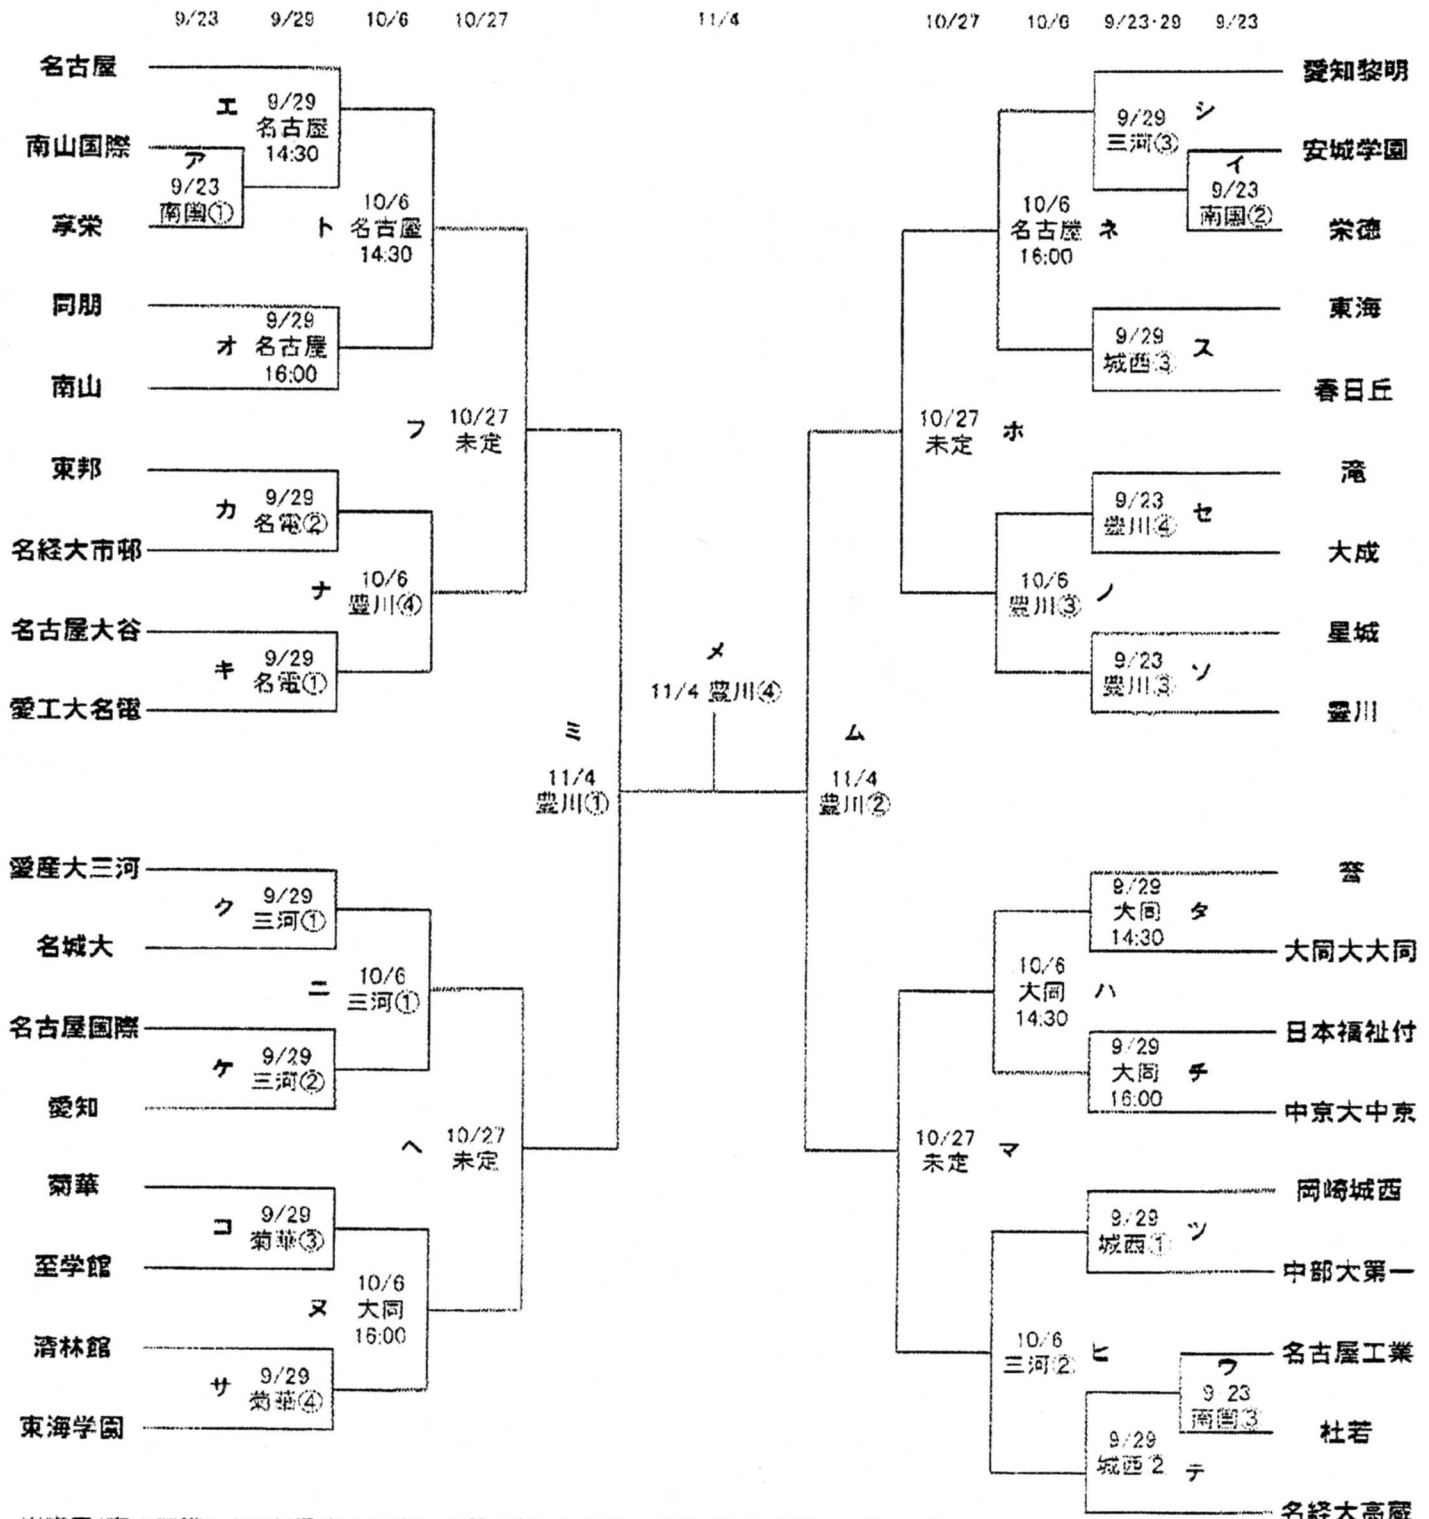 9/23 9/29 10/6 10/27 11/4 10/27 10/6 9/23・29 9/23
名古屋
エ 9/29
名古屋
14:30
南山国際
ア
9/23
南国①
享栄
ト 10/6
名古屋
14:30
同朋
オ 9/29
名古屋
16:00
南山
フ 10/27
未定
東邦
カ 9/29
名電②
名経大市邨
ナ 10/6
豊川④
名古屋大谷
キ 9/29
名電①
愛工大名電
ミ
11/4
豊川①
愛産大三河
ク 9/29
三河①
名城大
ニ 10/6
三河①
名古屋国際
ケ 9/29
三河②
愛知
ヘ 10/27
未定
菊華
コ 9/29
菊華③
至学館
ヌ 10/6
大同
16:00
清林館
サ 9/29
菊華④
東海学園
メ
11/4 豊川④
愛知黎明
9/29 シ
三河③
安城学園
イ
9/23
南国②
栄徳
10/6
名古屋 ネ
16:00
東海
9/29
城西③ ス
春日丘
10/27
未定 ホ
滝
9/23
豊川④ セ
大成
10/6
豊川③ ノ
星城
9/23
豊川③ ソ
豊川
ム
11/4
豊川②
誉
9/29
大同 タ
14:30
大同大大同
10/6
大同 ハ
14:30
日本福祉付
9/29
大同 チ
16:00
中京大中京
10/27
未定 マ
岡崎城西
9/29
城西① ツ
中部大第一
10/6
三河② ヒ
名古屋工業
ウ
9/23
南国③
杜若
9/29
城西② テ
名経大高蔵